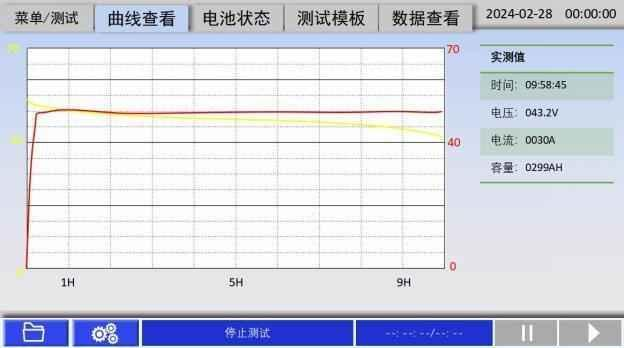 菜单/测试 曲线查看 电池状态 测试模板 数据查看 2024-02-28 00:00:00
70 70
实测值
时间: 09:58:45
电压: 043.2V
电流: 0030A
40
容量: 0299AH
0 0
1H 5H 9H
停止测试 --: --: --/--: --